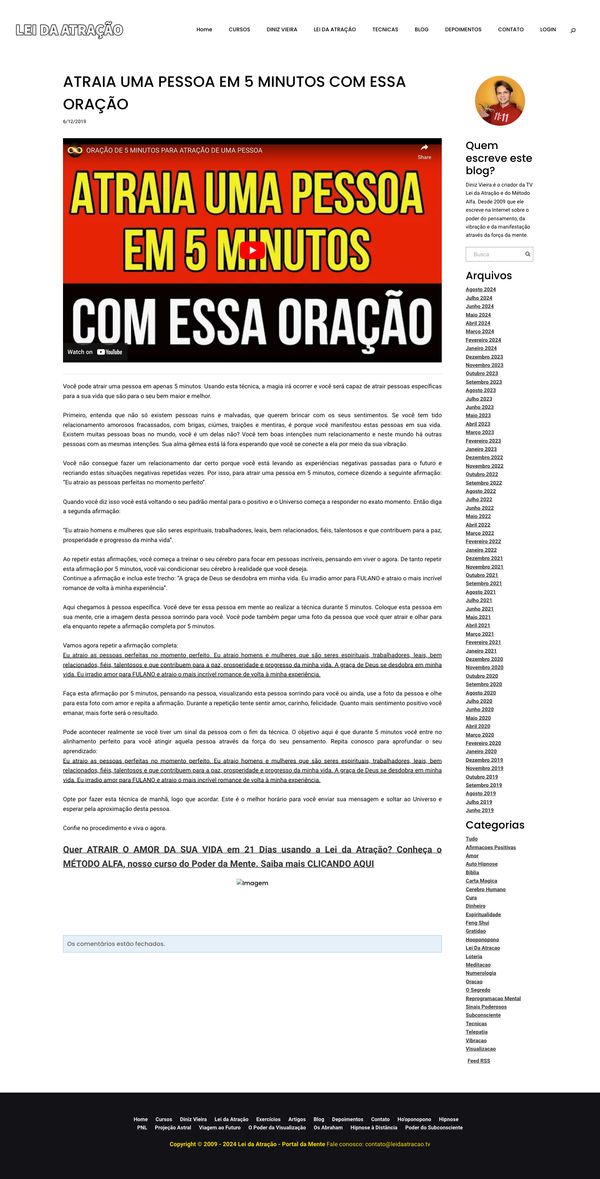 LEI DA ATRAÇÃO
Home CURSOS DINIZ VIEIRA LEI DA ATRAÇÃO TECNICAS BLOG DEPOIMENTOS CONTATO LOGIN
ATRAIA UMA PESSOA EM 5 MINUTOS COM ESSA
ORAÇÃO
6/12/2019
ORAÇÃO DE 5 MINUTOS PARA ATRAÇÃO DE UMA PESSOA
Share
ATRAIA UMA PESSOA
EM 5 MINUTOS
COM ESSA ORAÇÃO
Watch on YouTube
Você pode atrair uma pessoa em apenas 5 minutos. Usando esta técnica, a magia irá ocorrer e você será capaz de atrair pessoas específicas
para a sua vida que são para o seu bem maior e melhor.
Primeiro, entenda que não só existem pessoas ruins e malvadas, que querem brincar com os seus sentimentos. Se você tem tido
relacionamento amorosos fracassados, com brigas, ciúmes, traições e mentiras, é porque você manifestou estas pessoas em sua vida.
Existem muitas pessoas boas no mundo, você é um delas não? Você tem boas intenções num relacionamento e neste mundo há outras
pessoas com as mesmas intenções. Sua alma gêmea está lá fora esperando que você se conecte a ela por meio da sua vibração.
Você não consegue fazer um relacionamento dar certo porque você está levando as experiências negativas passadas para o futuro e
recriando estas situações negativas repetidas vezes. Por isso, para atrair uma pessoa em 5 minutos, comece dizendo a seguinte afirmação:
“Eu atraio as pessoas perfeitas no momento perfeito”.
Quando você diz isso você está voltando o seu padrão mental para o positivo e o Universo começa a responder no exato momento. Então diga
a segunda afirmação:
“Eu atraio homens e mulheres que são seres espirituais, trabalhadores, leais, bem relacionados, fiéis, talentosos e que contribuem para a paz,
prosperidade e progresso da minha vida”.
Ao repetir estas afirmações, você começa a treinar o seu cérebro para focar em pessoas incríveis, pensando em viver o agora. De tanto repetir
esta afirmação por 5 minutos, você vai condicionar seu cérebro à realidade que você deseja.
Continue a afirmação e inclua este trecho: “A graça de Deus se desdobra em minha vida. Eu irradio amor para FULANO e atraio o mais incrível
romance de volta à minha experiência”.
Aqui chegamos à pessoa específica. Você deve ter essa pessoa em mente ao realizar a técnica durante 5 minutos. Coloque esta pessoa em
sua mente, crie a imagem desta pessoa sorrindo para você. Você pode também pegar uma foto da pessoa que você quer atrair e olhar para
ela enquanto repete a afirmação completa por 5 minutos.
Vamos agora repetir a afirmação completa:
Eu atraio as pessoas perfeitas no momento perfeito. Eu atraio homens e mulheres que são seres espirituais, trabalhadores, leais, bem
relacionados, fiéis, talentosos e que contribuem para a paz, prosperidade e progresso da minha vida. A graça de Deus se desdobra em minha
vida. Eu irradio amor para FULANO e atraio o mais incrível romance de volta à minha experiência.
Faça esta afirmação por 5 minutos, pensando na pessoa, visualizando esta pessoa sorrindo para você ou ainda, use a foto da pessoa e olhe
para esta foto com amor e repita a afirmação. Durante a repetição tente sentir amor, carinho, felicidade. Quanto mais sentimento positivo você
emanar, mais forte será o resultado.
Pode acontecer realmente se você tiver um sinal da pessoa com o fim da técnica. O objetivo aqui é que durante 5 minutos você entre no
alinhamento perfeito para você atingir aquela pessoa através da força do seu pensamento. Repita conosco para aprofundar o seu
aprendizado:
Eu atraio as pessoas perfeitas no momento perfeito. Eu atraio homens e mulheres que são seres espirituais, trabalhadores, leais, bem
relacionados, fiéis, talentosos e que contribuem para a paz, prosperidade e progresso da minha vida. A graça de Deus se desdobra em minha
vida. Eu irradio amor para FULANO e atraio o mais incrível romance de volta à minha experiência.
Opte por fazer esta técnica de manhã, logo que acordar. Este é o melhor horário para você enviar sua mensagem e soltar ao Universo e
esperar pela aproximação desta pessoa.
Confie no procedimento e viva o agora.
Quer ATRAIR O AMOR DA SUA VIDA em 21 Dias usando a Lei da Atração? Conheça o
MÉTODO ALFA, nosso curso do Poder da Mente. Saiba mais CLICANDO AQUI
Imagem
Os comentários estão fechados.
11:11
Quem
escreve este
blog?
Diniz Vieira é o criador da TV
Lei da Atração e do Método
Alfa. Desde 2009 que ele
escreve na Internet sobre o
poder do pensamento, da
vibração e da manifestação
através da força da mente.
Busca
Arquivos
Agosto 2024
Julho 2024
Junho 2024
Maio 2024
Abril 2024
Março 2024
Fevereiro 2024
Janeiro 2024
Dezembro 2023
Novembro 2023
Outubro 2023
Setembro 2023
Agosto 2023
Julho 2023
Junho 2023
Maio 2023
Abril 2023
Março 2023
Fevereiro 2023
Janeiro 2023
Dezembro 2022
Novembro 2022
Outubro 2022
Setembro 2022
Agosto 2022
Julho 2022
Junho 2022
Maio 2022
Abril 2022
Março 2022
Fevereiro 2022
Janeiro 2022
Dezembro 2021
Novembro 2021
Outubro 2021
Setembro 2021
Agosto 2021
Julho 2021
Junho 2021
Maio 2021
Abril 2021
Março 2021
Fevereiro 2021
Janeiro 2021
Dezembro 2020
Novembro 2020
Outubro 2020
Setembro 2020
Agosto 2020
Julho 2020
Junho 2020
Maio 2020
Abril 2020
Março 2020
Fevereiro 2020
Janeiro 2020
Dezembro 2019
Novembro 2019
Outubro 2019
Setembro 2019
Agosto 2019
Julho 2019
Junho 2019
Categorias
Tudo
Afirmacoes Positivas
Amor
Auto Hipnose
Biblia
Carta Magica
Cerebro Humano
Cura
Dinheiro
Espiritualidade
Feng Shui
Gratidao
Hooponopono
Lei Da Atracao
Loteria
Meditacao
Numerologia
Oracao
O Segredo
Reprogramacao Mental
Sinais Poderosos
Subconsciente
Tecnicas
Telepatia
Vibracao
Visualizacao
Feed RSS
Home Cursos Diniz Vieira Lei da Atração Exercícios Artigos Blog Depoimentos Contato Ho'oponopono Hipnose
PNL Projeção Astral Viagem ao Futuro O Poder da Visualização Os Abraham Hipnose à Distância Poder do Subconsciente
Copyright © 2009 - 2024 Lei da Atração - Portal da Mente Fale conosco: contato@leidaatracao.tv